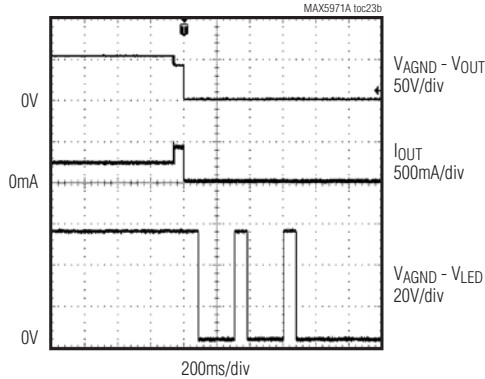 MAX5971A toc23b
T
VAGND - VOUT
50V/div
0V
IOUT
500mA/div
0mA
VAGND - VLED
20V/div
0V
200ms/div